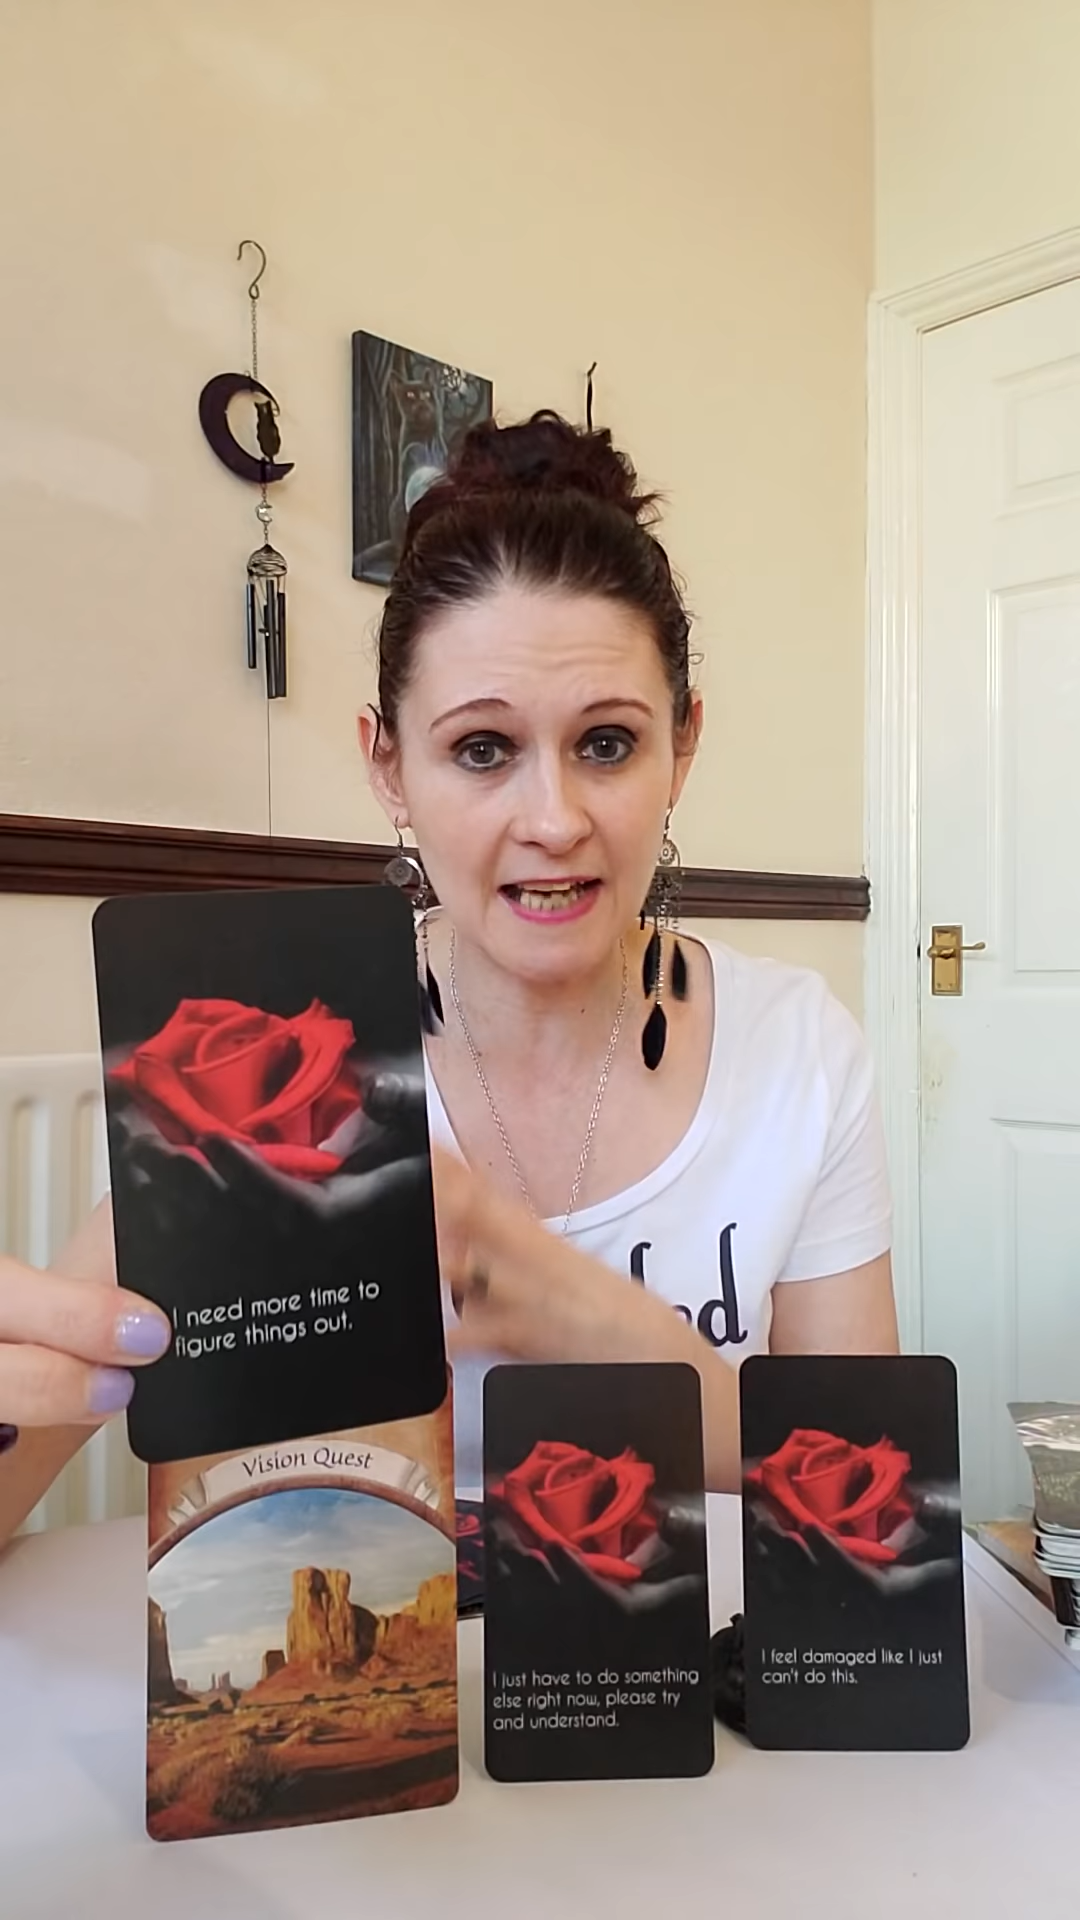 I need more time to
figure things out.
Vision Quest
I just have to do something
else right now, please try
and understand.
I feel damaged like I just
can't do this.